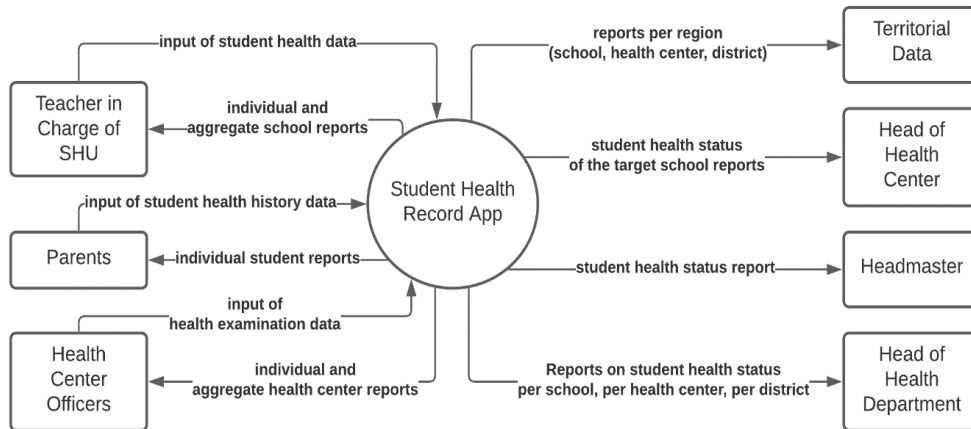 input of student health data
Teacher in
Charge of
SHU
individual and
aggregate school reports
input of student health history data
Parents
individual student reports
input of
health examination data
Health
Center
Officers
individual and
aggregate health center reports
Student Health
Record App
reports per region
(school, health center, district)
Territorial
Data
student health status
of the target school reports
Head of
Health
Center
student health status report
Headmaster
Reports on student health status
per school, per health center, per district
Head of
Health
Department